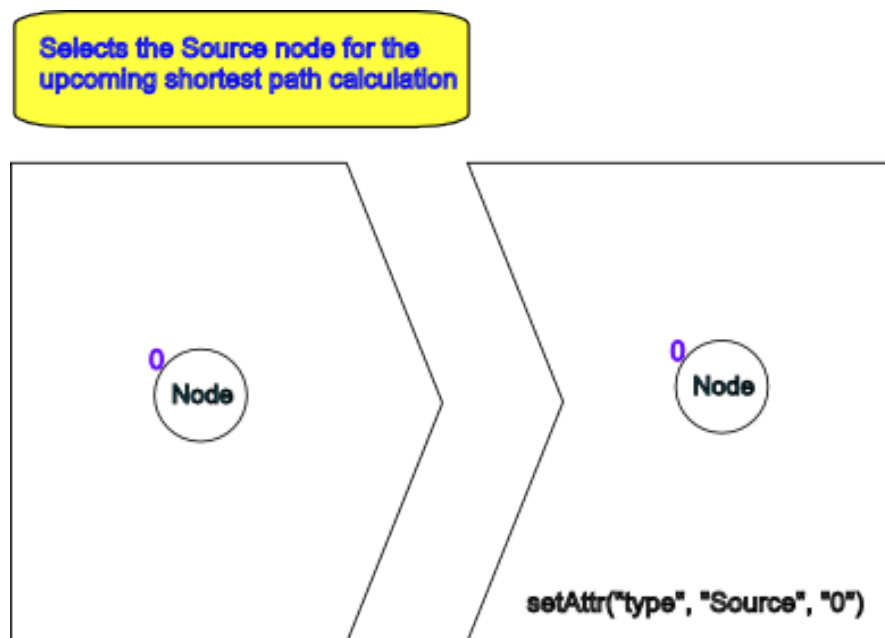 Selects the Source node for the
upcoming shortest path calculation
0
Node
0
Node
setAttr("type", "Source", "0")